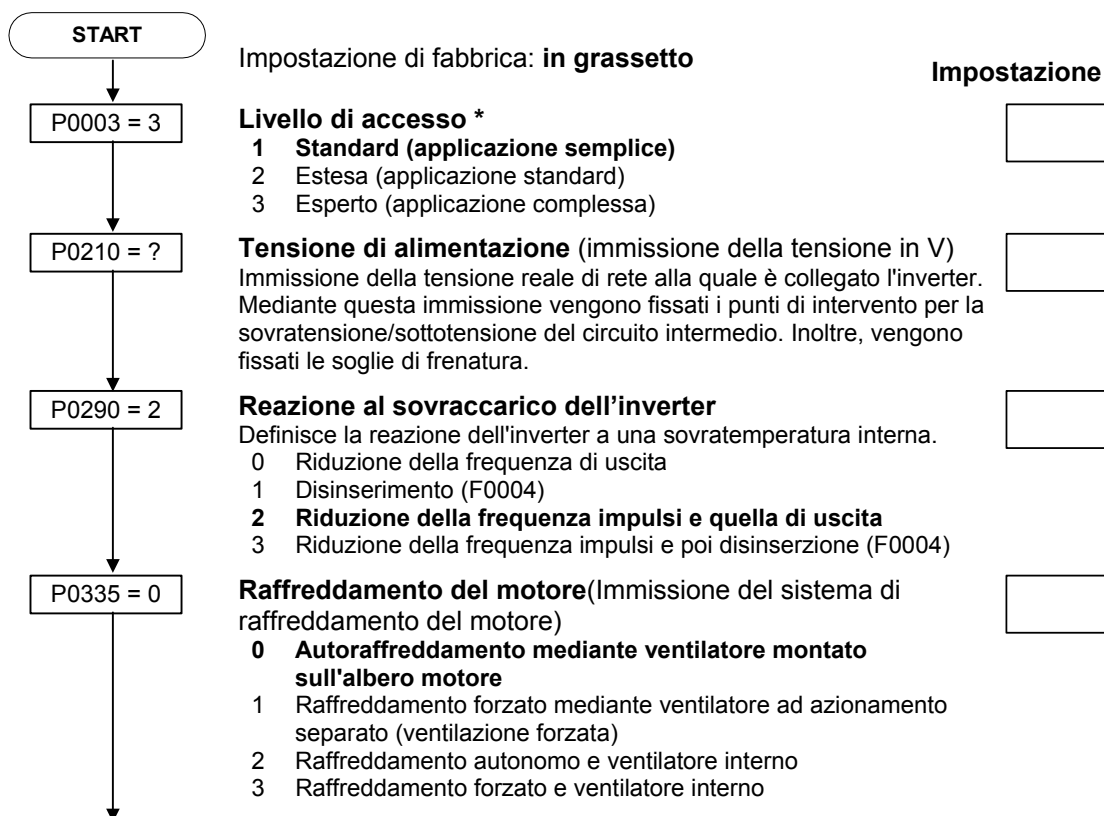 START
Impostazione di fabbrica: in grassetto
Impostazione
P0003 = 3
Livello di accesso *
1 Standard (applicazione semplice)
2 Estesa (applicazione standard)
3 Esperto (applicazione complessa)
P0210 = ?
Tensione di alimentazione (immissione della tensione in V)
Immissione della tensione reale di rete alla quale è collegato l'inverter.
Mediante questa immissione vengono fissati i punti di intervento per la
sovratensione/sottotensione del circuito intermedio. Inoltre, vengono
fissati le soglie di frenatura.
P0290 = 2
Reazione al sovraccarico dell’inverter
Definisce la reazione dell'inverter a una sovratemperatura interna.
0 Riduzione della frequenza di uscita
1 Disinserimento (F0004)
2 Riduzione della frequenza impulsi e quella di uscita
3 Riduzione della frequenza impulsi e poi disinserzione (F0004)
P0335 = 0
Raffreddamento del motore(Immissione del sistema di
raffreddamento del motore)
0 Autoraffreddamento mediante ventilatore montato
sull'albero motore
1 Raffreddamento forzato mediante ventilatore ad azionamento
separato (ventilazione forzata)
2 Raffreddamento autonomo e ventilatore interno
3 Raffreddamento forzato e ventilatore interno